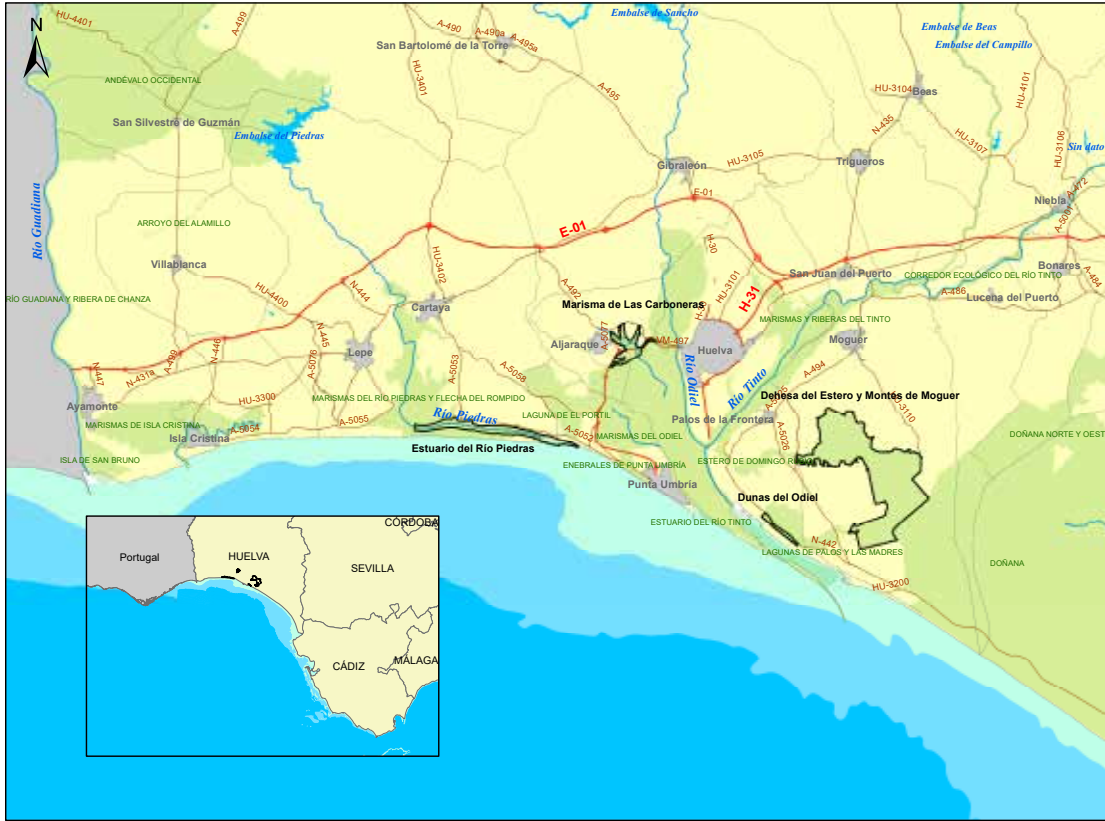 N
HU-4401
A-499
A-490
A-490a
A-495a
San Bartolomé de la Torre
Embalse de Sancho
Embalse de Beas
Embalse del Campillo
ANDÉVALO OCCIDENTAL
HU-3401
A-495
HU-3104
Beas
HU-4101
San Silvestre de Guzmán
Embalse del Piedras
N-435
HU-3107
HU-3106
Sin dato
Gibraleón
HU-3105
Trigueros
A-472
Niebla
E-01
Río Guadiana
ARROYO DEL ALAMILLO
E-01
A-5001
Villablanca
HU-3402
H-30
HU-3101
San Juan del Puerto
Bonares
CORREDOR ECOLÓGICO DEL RÍO TINTO
A-484
RÍO GUADIANA Y RIBERA DE CHANZA
HU-4400
N-444
A-492
H-31
A-486
Lucena del Puerto
Cartaya
Marisma de Las Carboneras
MARISMAS Y RIBERAS DEL TINTO
N-445
N-446
A-499
A-5077
Aljaraque
Huelva
Moguer
Lepe
A-5076
A-5053
A-5058
N-431a
N-447
Río Odiel
Río Tinto
A-494
HU-3300
MARISMAS DEL RÍO PIEDRAS Y FLECHA DEL ROMPIDO
Dehesa del Estero y Montes de Moguer
HU-3110
Ayamonte
MARISMAS DE ISLA CRISTINA
A-5055
Río Piedras
LAGUNA DE EL PORTIL
Palos de la Frontera
A-5054
Isla Cristina
A-5052
MARISMAS DEL ODIEL
A-5026
DOÑANA NORTE Y OEST
Estuario del Río Piedras
ISLA DE SAN BRUNO
ENEBRALES DE PUNTA UMBRÍA
Punta Umbría
Dunas del Odiel
ESTUARIO DEL RÍO TINTO
N-442
LAGUNAS DE PALOS Y LAS MADRES
DOÑANA
HU-3200
CÓRDOBA
Portugal
HUELVA
SEVILLA
CÁDIZ
MÁLAGA